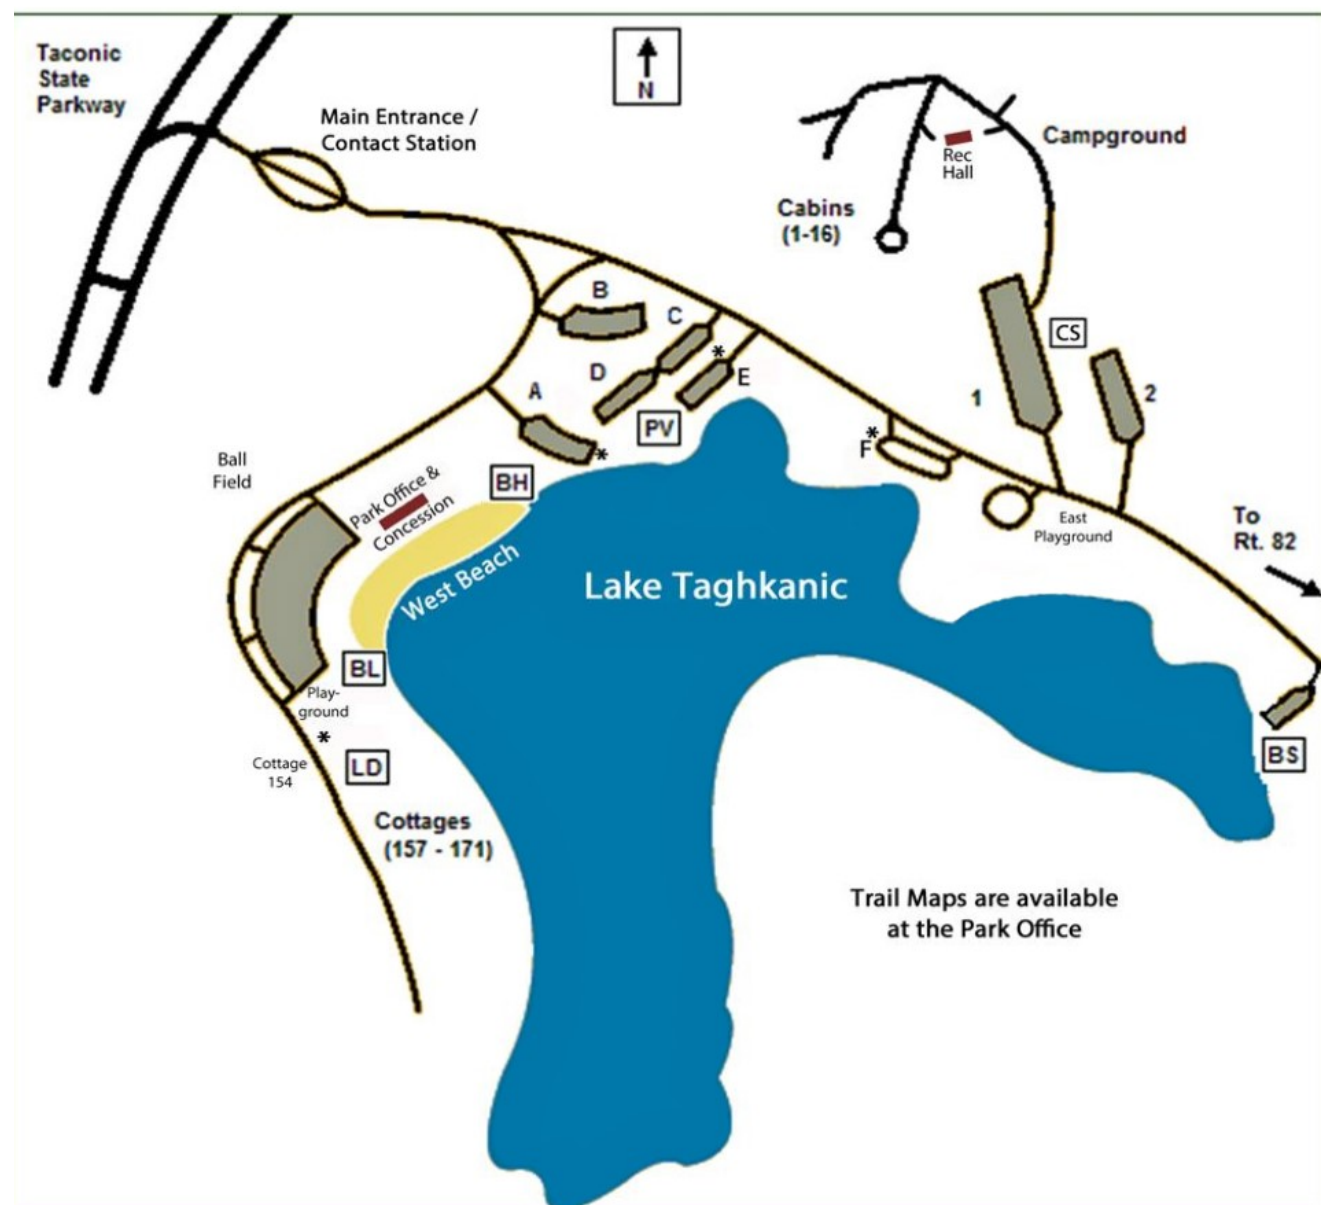 Taconic
State
Parkway
N
Main Entrance /
Contact Station
Campground
Rec
Hall
Cabins
(1-16)
B
C
CS
*
D
E
A
1
2
PV
*
F
*
Ball
Field
BH
Park Office &
Concession
West Beach
East
Playground
To
Rt. 82
Lake Taghkanic
BL
Play-
ground
*
LD
Cottage
154
BS
Cottages
(157 - 171)
Trail Maps are available
at the Park Office